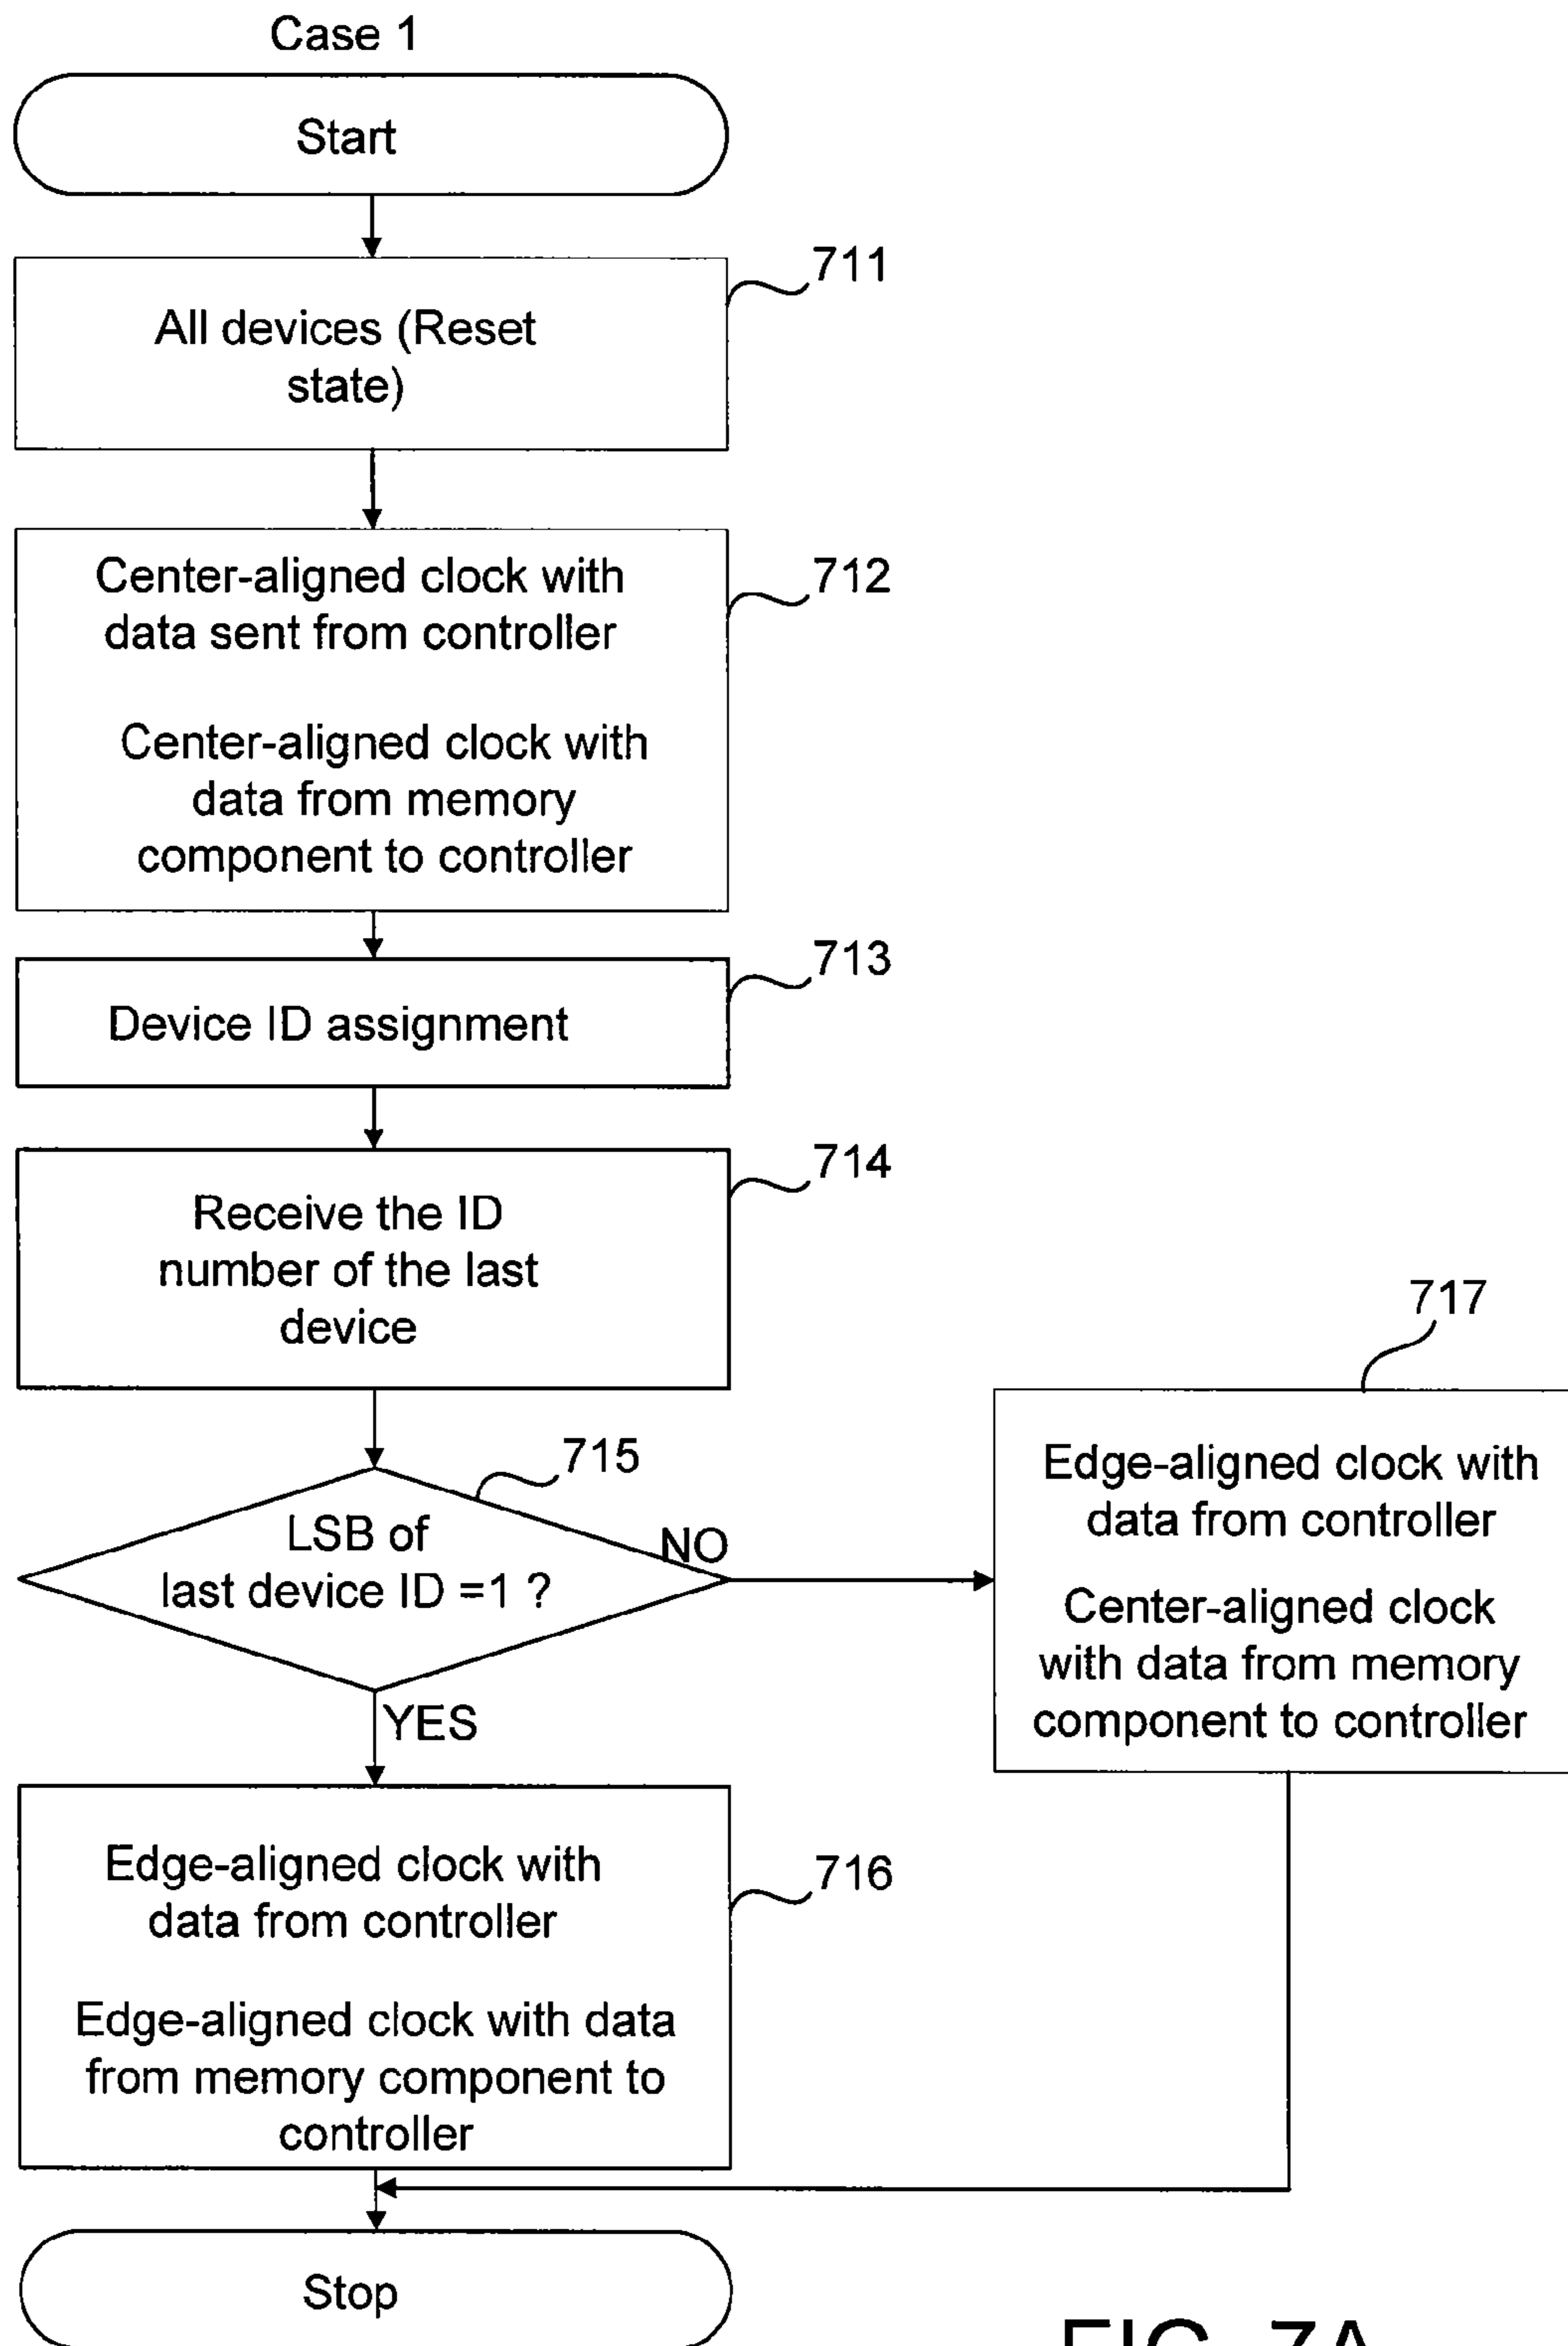 Case 1
Start
711
All devices (Reset
state)
712
Center-aligned clock with
data sent from controller
Center-aligned clock with
data from memory
component to controller
713
Device ID assignment
714
Receive the ID
number of the last
device
715
LSB of
last device ID =1 ?
NO
YES
717
Edge-aligned clock with
data from controller
Center-aligned clock
with data from memory
component to controller
716
Edge-aligned clock with
data from controller
Edge-aligned clock with data
from memory component to
controller
Stop
FIG. 7A